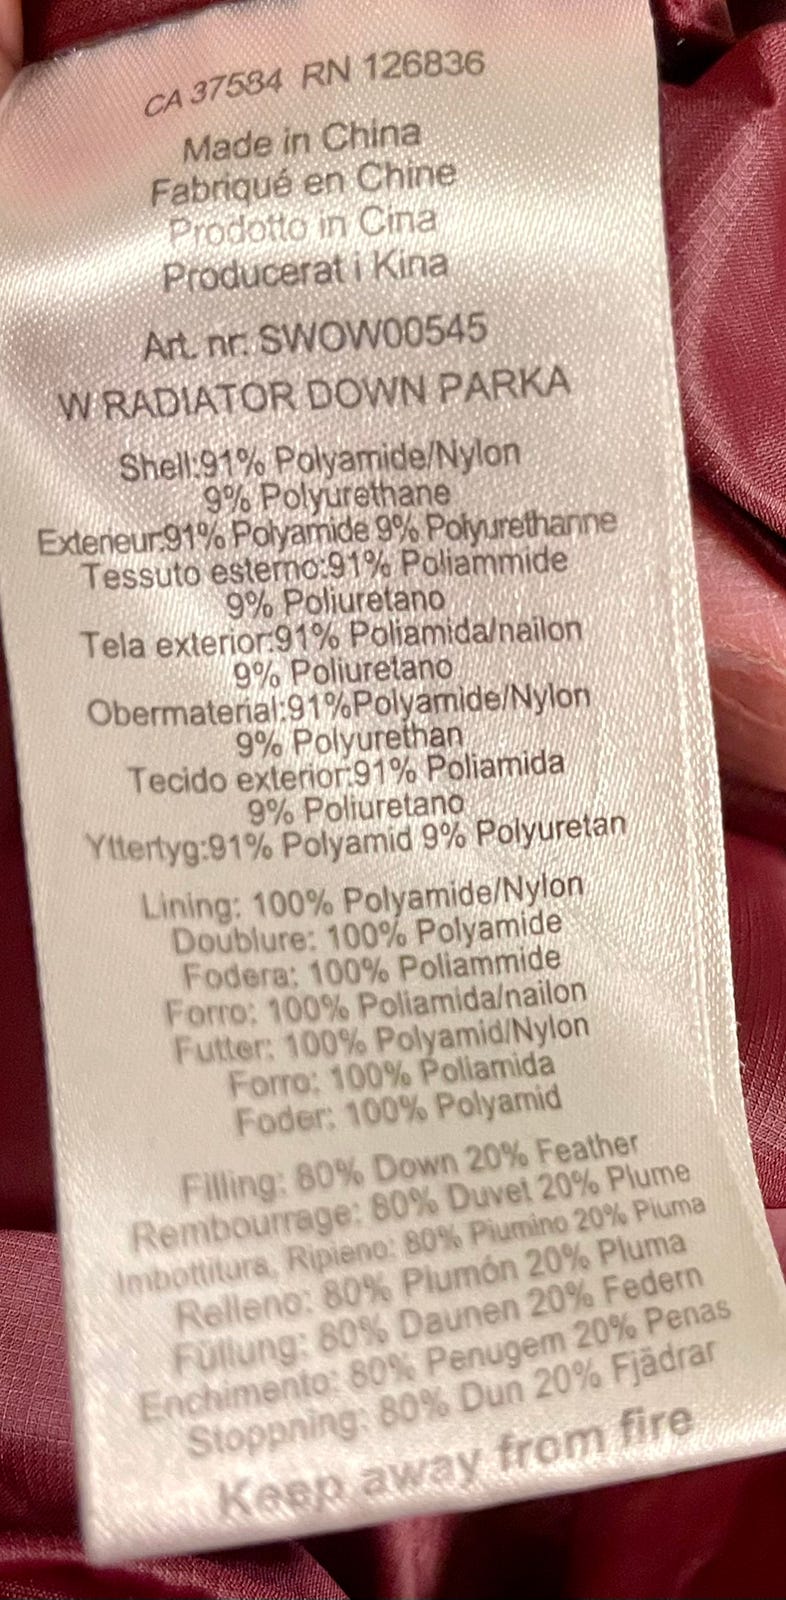 CA 37584 RN 126836
Made in China
Fabriqué en Chine
Prodotto in Cina
Producerat i Kina
Art. nr: SWOW00545
W RADIATOR DOWN PARKA
Shell:91% Polyamide/Nylon
9% Polyurethane
Exterieur:91% Polyamide 9% Polyurethanne
Tessuto esterno:91% Poliammide
9% Poliuretano
Tela exterior:91% Poliamida/nailon
9% Poliuretano
Obermaterial:91%Polyamide/Nylon
9% Polyurethan
Tecido exterior:91% Poliamida
9% Poliuretano
Yttertyg:91% Polyamid 9% Polyuretan
Lining: 100% Polyamide/Nylon
Doublure: 100% Polyamide
Fodera: 100% Poliammide
Forro: 100% Poliamida/nailon
Futter: 100% Polyamid/Nylon
Forro: 100% Poliamida
Foder: 100% Polyamid
Filling: 80% Down 20% Feather
Rembourrage: 80% Duvet 20% Plume
Imbottitura, Ripieno: 80% Piumino 20% Piuma
Relleno: 80% Plumón 20% Pluma
Füllung: 80% Daunen 20% Federn
Enchimento: 80% Penugem 20% Penas
Stoppning: 80% Dun 20% Fjädrar
Keep away from fire